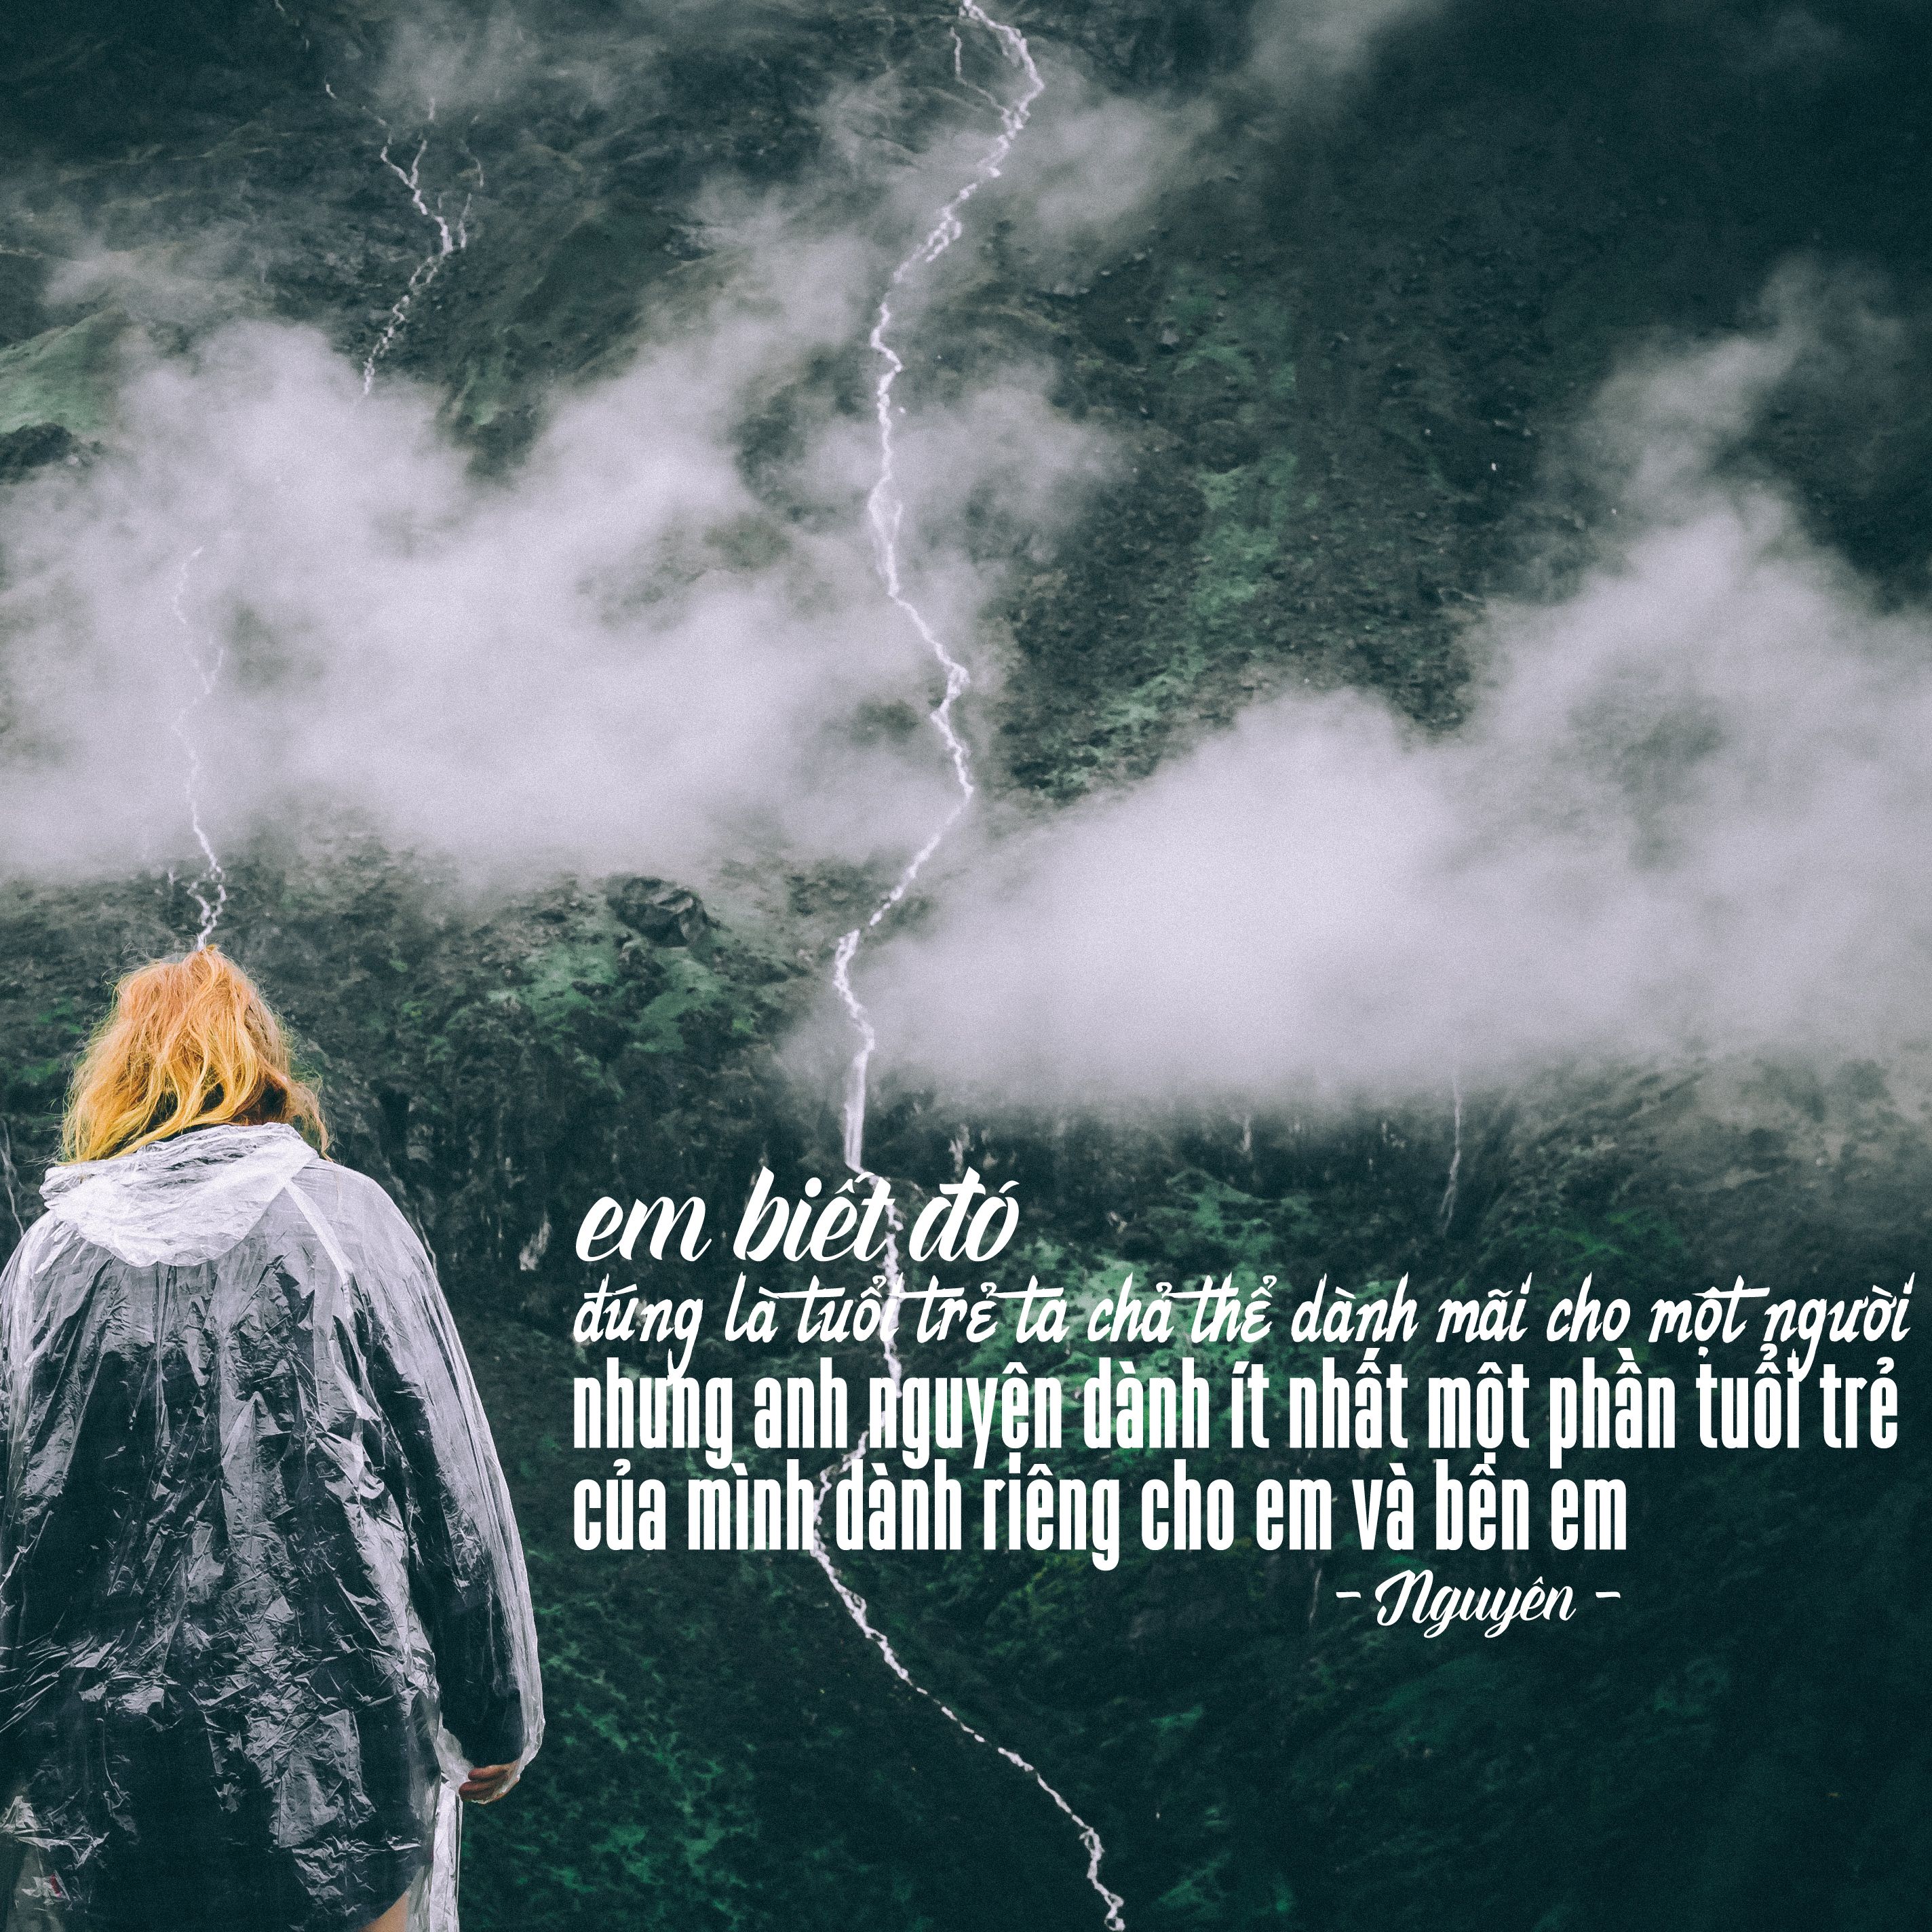 em biết đó
đúng là tuổi trẻ ta chả thể dành mãi cho một người
nhưng anh nguyện dành ít nhất một phần tuổi trẻ
của mình dành riêng cho em và bên em
- Nguyên -